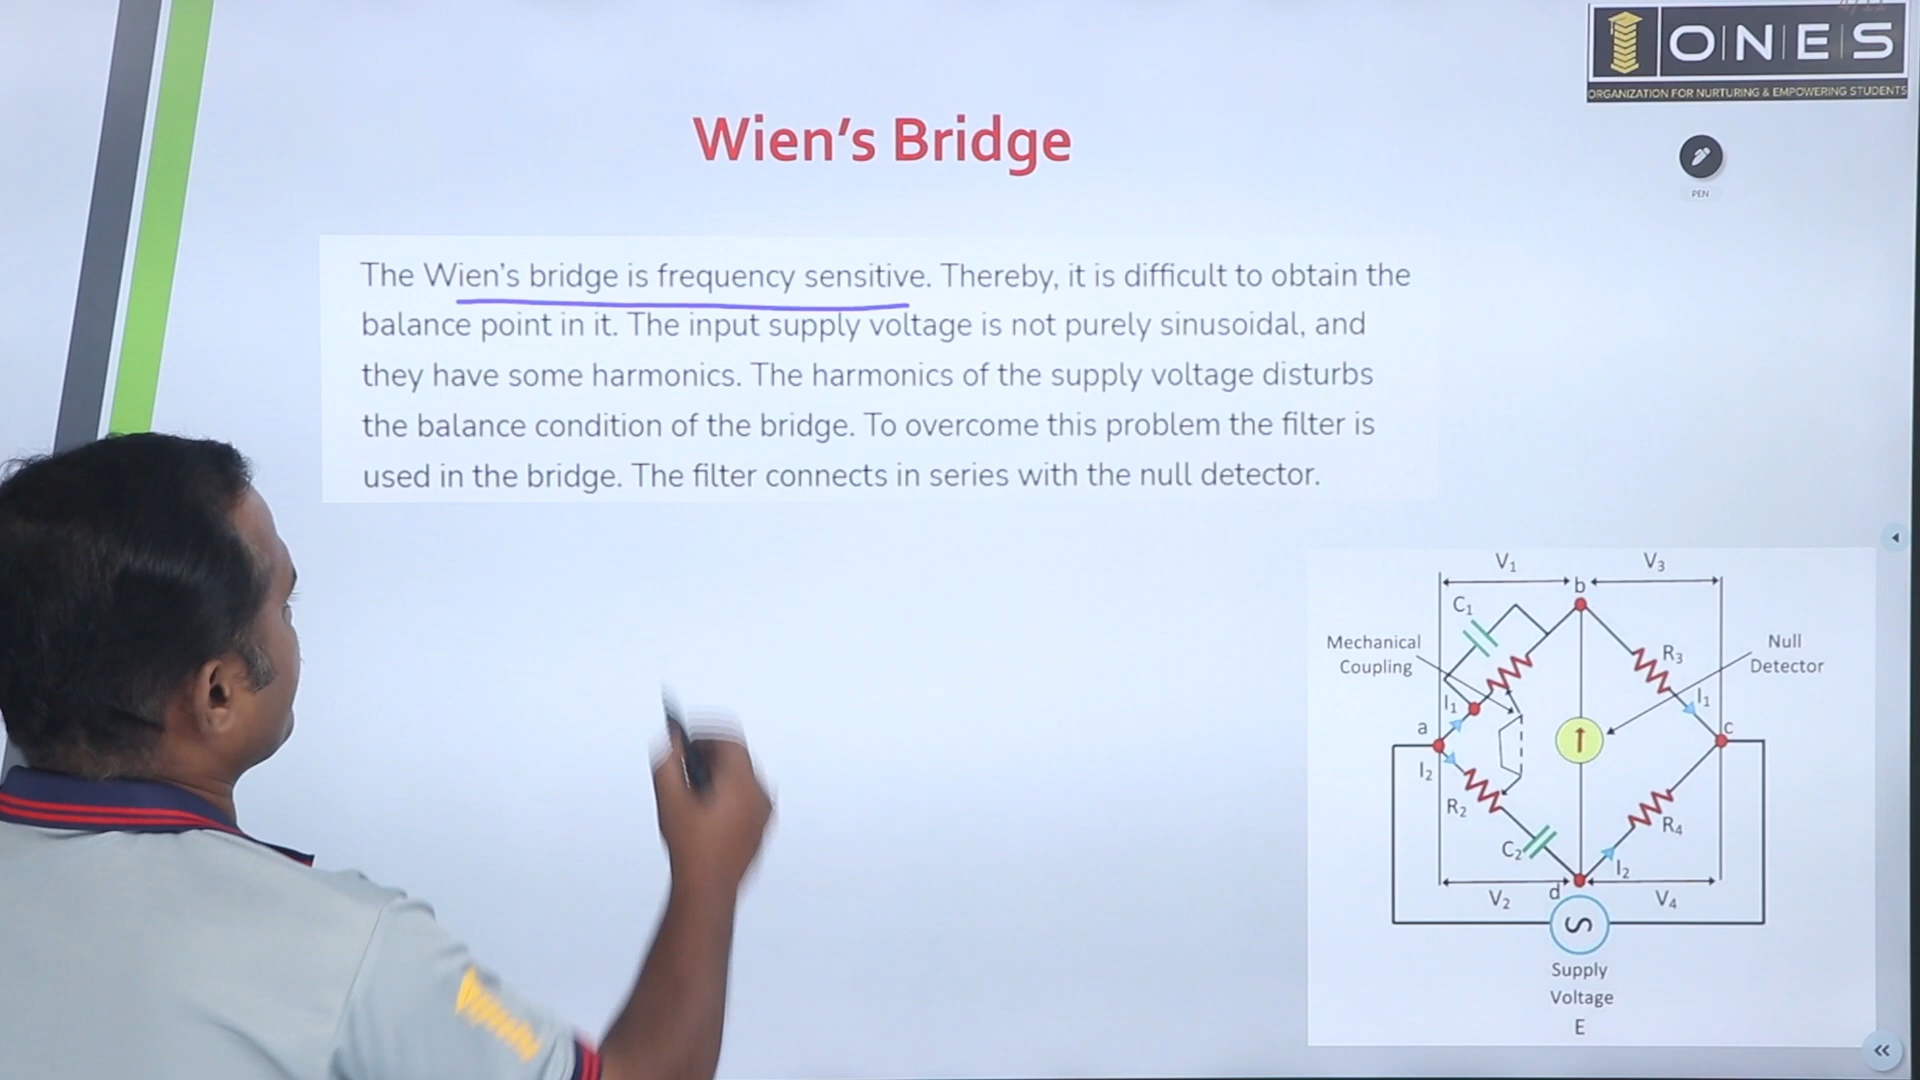 4/11
ONES
ORGANIZATION FOR NURTURING & EMPOWERING STUDENTS
Wien's Bridge
PEN
The Wien's bridge is frequency sensitive. Thereby, it is difficult to obtain the
balance point in it. The input supply voltage is not purely sinusoidal, and
they have some harmonics. The harmonics of the supply voltage disturbs
the balance condition of the bridge. To overcome this problem the filter is
used in the bridge. The filter connects in series with the null detector.
V₁
V₃
b
C₁
Mechanical
Coupling
R₃
Null
Detector
I₁
I₁
a
c
I₂
R₂
R₄
C₂
I₂
d
V₂
V₄
S
Supply
Voltage
E